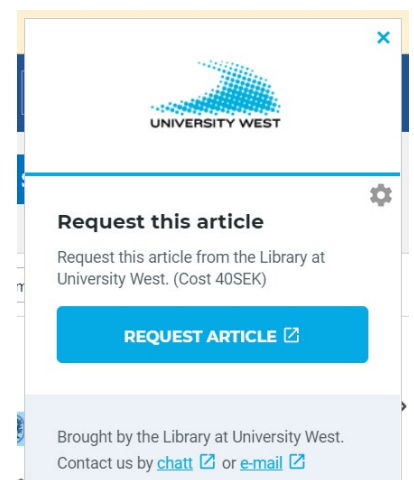 UNIVERSITY WEST
Request this article
Request this article from the Library at
University West. (Cost 40SEK)
REQUEST ARTICLE
Brought by the Library at University West.
Contact us by chatt or e-mail